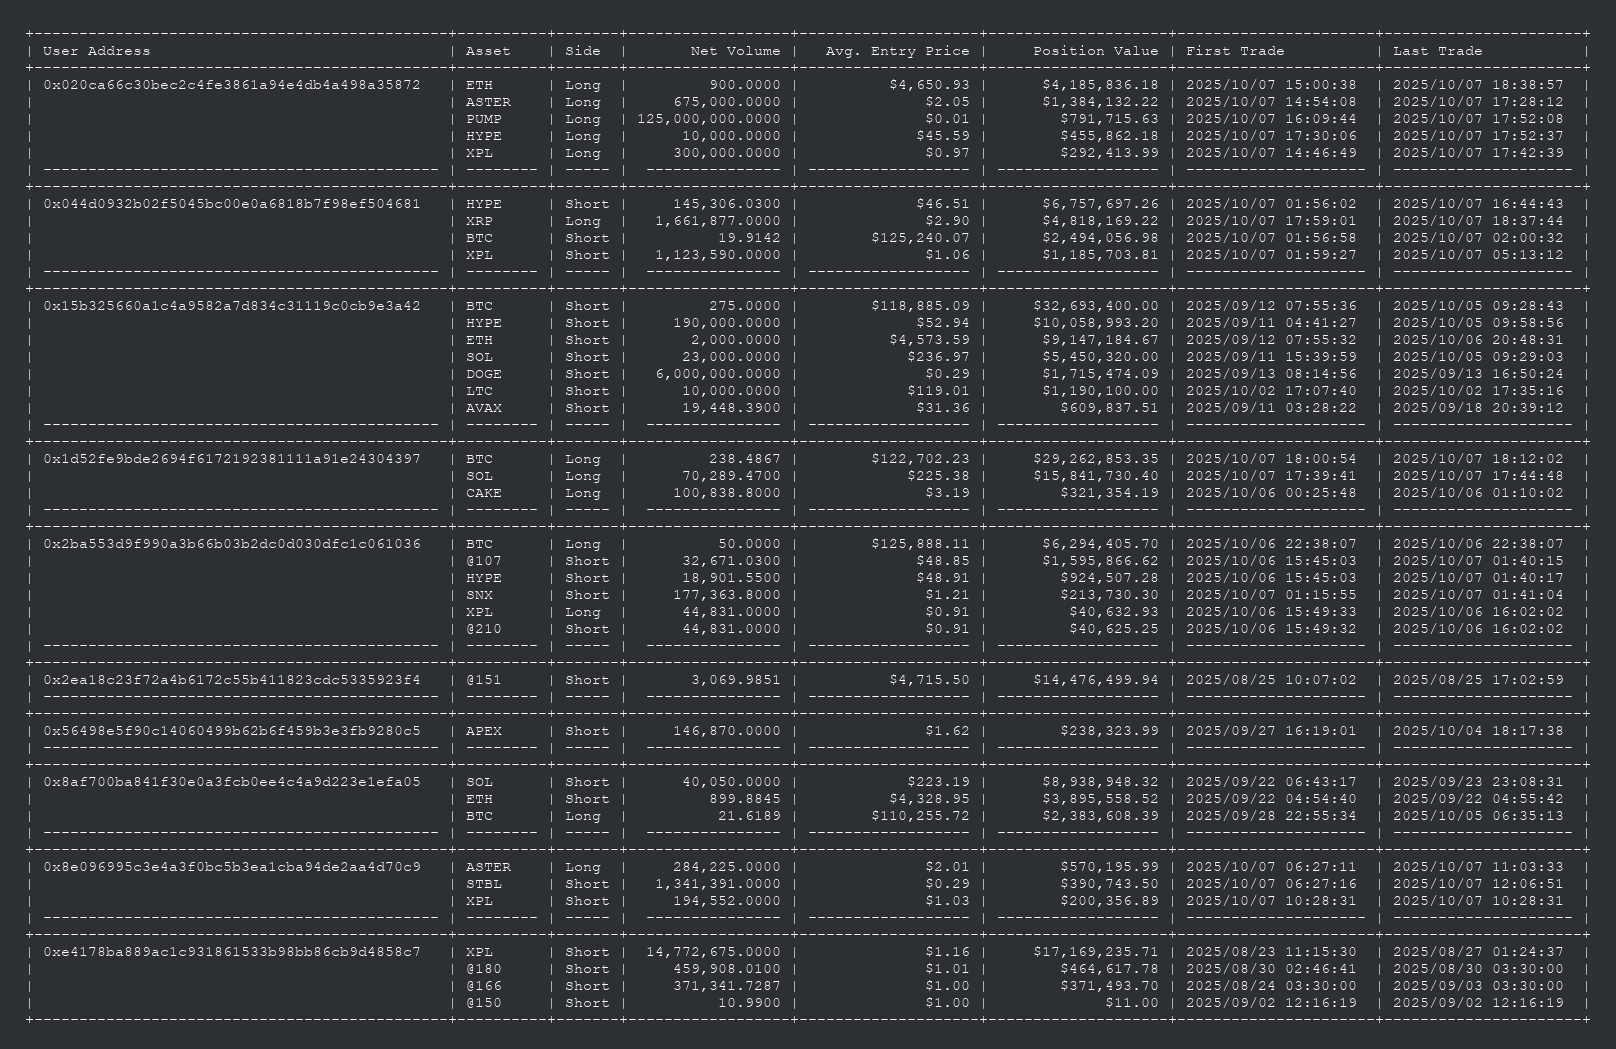 User Address | Asset | Side | Net Volume | Avg. Entry Price | Position Value | First Trade | Last Trade
0x020ca66c30bec2c4fe3861a94e4db4a498a35872 | ETH | Long | 900.0000 | $4,650.93 | $4,185,836.18 | 2025/10/07 15:00:38 | 2025/10/07 18:38:57
ASTER | Long | 675,000.0000 | $2.05 | $1,384,132.22 | 2025/10/07 14:54:08 | 2025/10/07 17:28:12
PUMP | Long | 125,000,000.0000 | $0.01 | $791,715.63 | 2025/10/07 16:09:44 | 2025/10/07 17:52:08
HYPE | Long | 10,000.0000 | $45.59 | $455,862.18 | 2025/10/07 17:30:06 | 2025/10/07 17:52:37
XPL | Long | 300,000.0000 | $0.97 | $292,413.99 | 2025/10/07 14:46:49 | 2025/10/07 17:42:39
0x044d0932b02f5045bc00e0a6818b7f98ef504681 | HYPE | Short | 145,306.0300 | $46.51 | $6,757,697.26 | 2025/10/07 01:56:02 | 2025/10/07 16:44:43
XRP | Long | 1,661,877.0000 | $2.90 | $4,818,169.22 | 2025/10/07 17:59:01 | 2025/10/07 18:37:44
BTC | Short | 19.9142 | $125,240.07 | $2,494,056.98 | 2025/10/07 01:56:58 | 2025/10/07 02:00:32
XPL | Short | 1,123,590.0000 | $1.06 | $1,185,703.81 | 2025/10/07 01:59:27 | 2025/10/07 05:13:12
0x15b325660a1c4a9582a7d834c31119c0cb9e3a42 | BTC | Short | 275.0000 | $118,885.09 | $32,693,400.00 | 2025/09/12 07:55:36 | 2025/10/05 09:28:43
HYPE | Short | 190,000.0000 | $52.94 | $10,058,993.20 | 2025/09/11 04:41:27 | 2025/10/05 09:58:56
ETH | Short | 2,000.0000 | $4,573.59 | $9,147,184.67 | 2025/09/12 07:55:32 | 2025/10/06 20:48:31
SOL | Short | 23,000.0000 | $236.97 | $5,450,320.00 | 2025/09/11 15:39:59 | 2025/10/05 09:29:03
DOGE | Short | 6,000,000.0000 | $0.29 | $1,715,474.09 | 2025/09/13 08:14:56 | 2025/09/13 16:50:24
LTC | Short | 10,000.0000 | $119.01 | $1,190,100.00 | 2025/10/02 17:07:40 | 2025/10/02 17:35:16
AVAX | Short | 19,448.3900 | $31.36 | $609,837.51 | 2025/09/11 03:28:22 | 2025/09/18 20:39:12
0x1d52fe9bde2694f6172192381111a91e24304397 | BTC | Long | 238.4867 | $122,702.23 | $29,262,853.35 | 2025/10/07 18:00:54 | 2025/10/07 18:12:02
SOL | Long | 70,289.4700 | $225.38 | $15,841,730.40 | 2025/10/07 17:39:41 | 2025/10/07 17:44:48
CAKE | Long | 100,838.8000 | $3.19 | $321,354.19 | 2025/10/06 00:25:48 | 2025/10/06 01:10:02
0x2ba553d9f990a3b66b03b2dc0d030dfc1c061036 | BTC | Long | 50.0000 | $125,888.11 | $6,294,405.70 | 2025/10/06 22:38:07 | 2025/10/06 22:38:07
@107 | Short | 32,671.0300 | $48.85 | $1,595,866.62 | 2025/10/06 15:45:03 | 2025/10/07 01:40:15
HYPE | Short | 18,901.5500 | $48.91 | $924,507.28 | 2025/10/06 15:45:03 | 2025/10/07 01:40:17
SNX | Short | 177,363.8000 | $1.21 | $213,730.30 | 2025/10/07 01:15:55 | 2025/10/07 01:41:04
XPL | Long | 44,831.0000 | $0.91 | $40,632.93 | 2025/10/06 15:49:33 | 2025/10/06 16:02:02
@210 | Short | 44,831.0000 | $0.91 | $40,625.25 | 2025/10/06 15:49:32 | 2025/10/06 16:02:02
0x2ea18c23f72a4b6172c55b411823cdc5335923f4 | @151 | Short | 3,069.9851 | $4,715.50 | $14,476,499.94 | 2025/08/25 10:07:02 | 2025/08/25 17:02:59
0x56498e5f90c14060499b62b6f459b3e3fb9280c5 | APEX | Short | 146,870.0000 | $1.62 | $238,323.99 | 2025/09/27 16:19:01 | 2025/10/04 18:17:38
0x8af700ba841f30e0a3fcb0ee4c4a9d223e1efa05 | SOL | Short | 40,050.0000 | $223.19 | $8,938,948.32 | 2025/09/22 06:43:17 | 2025/09/23 23:08:31
ETH | Short | 899.8845 | $4,328.95 | $3,895,558.52 | 2025/09/22 04:54:40 | 2025/09/22 04:55:42
BTC | Long | 21.6189 | $110,255.72 | $2,383,608.39 | 2025/09/28 22:55:34 | 2025/10/05 06:35:13
0x8e096995c3e4a3f0bc5b3ea1cba94de2aa4d70c9 | ASTER | Long | 284,225.0000 | $2.01 | $570,195.99 | 2025/10/07 06:27:11 | 2025/10/07 11:03:33
STBL | Short | 1,341,391.0000 | $0.29 | $390,743.50 | 2025/10/07 06:27:16 | 2025/10/07 12:06:51
XPL | Short | 194,552.0000 | $1.03 | $200,356.89 | 2025/10/07 10:28:31 | 2025/10/07 10:28:31
0xe4178ba889ac1c931861533b98bb86cb9d4858c7 | XPL | Short | 14,772,675.0000 | $1.16 | $17,169,235.71 | 2025/08/23 11:15:30 | 2025/08/27 01:24:37
@180 | Short | 459,908.0100 | $1.01 | $464,617.78 | 2025/08/30 02:46:41 | 2025/08/30 03:30:00
@166 | Short | 371,341.7287 | $1.00 | $371,493.70 | 2025/08/24 03:30:00 | 2025/09/03 03:30:00
@150 | Short | 10.9900 | $1.00 | $11.00 | 2025/09/02 12:16:19 | 2025/09/02 12:16:19